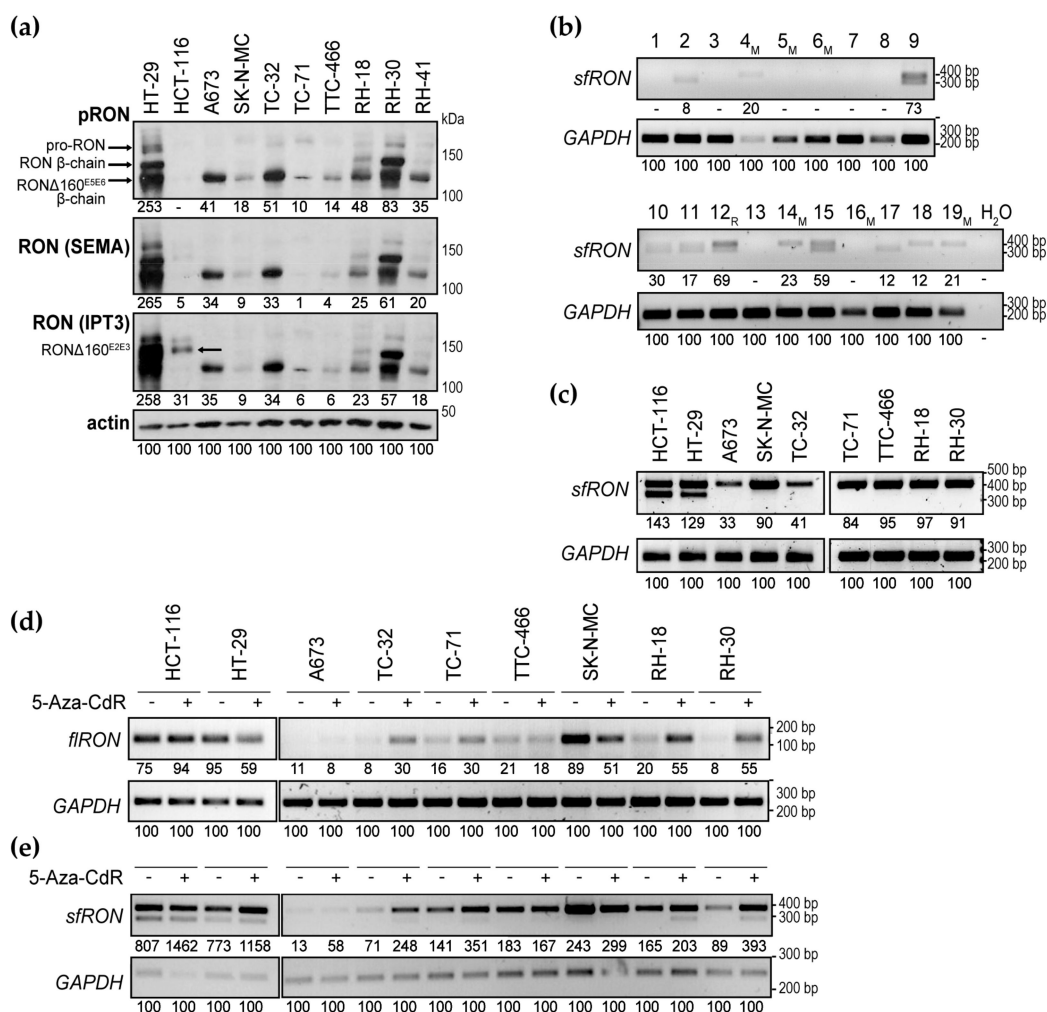 (a)
HT-29 HCT-116 A673 SK-N-MC TC-32 TC-71 TTC-466 RH-18 RH-30 RH-41
pRON
kDa
pro-RON
RON β-chain
RONΔ160E5E6
β-chain
150
100
253 - 41 18 51 10 14 48 83 35
RON (SEMA)
150
100
265 5 34 9 33 1 4 25 61 20
RON (IPT3)
RONΔ160E2E3
150
100
258 31 35 9 34 6 6 23 57 18
50
actin
100 100 100 100 100 100 100 100 100 100
(b)
1 2 3 4M 5M 6M 7 8 9
sfRON
400 bp
300 bp
- 8 - 20 - - - - 73
GAPDH
300 bp
200 bp
100 100 100 100 100 100 100 100 100
10 11 12R 13 14M 15 16M 17 18 19M H2O
sfRON
400 bp
300 bp
30 17 69 - 23 59 - 12 12 21 -
GAPDH
300 bp
200 bp
100 100 100 100 100 100 100 100 100 100 -
(c)
HCT-116 HT-29 A673 SK-N-MC TC-32 TC-71 TTC-466 RH-18 RH-30
sfRON
500 bp
400 bp
300 bp
143 129 33 90 41 84 95 97 91
GAPDH
300 bp
200 bp
100 100 100 100 100 100 100 100 100
(d)
HCT-116 HT-29 A673 TC-32 TC-71 TTC-466 SK-N-MC RH-18 RH-30
5-Aza-CdR - + - + - + - + - + - + - + - + - +
flRON
200 bp
100 bp
75 94 95 59 11 8 8 30 16 30 21 18 89 51 20 55 8 55
GAPDH
300 bp
200 bp
100 100 100 100 100 100 100 100 100 100 100 100 100 100 100 100 100 100
(e)
5-Aza-CdR - + - + - + - + - + - + - + - + - +
sfRON
400 bp
300 bp
807 1462 773 1158 13 58 71 248 141 351 183 167 243 299 165 203 89 393
GAPDH
300 bp
200 bp
100 100 100 100 100 100 100 100 100 100 100 100 100 100 100 100 100 100